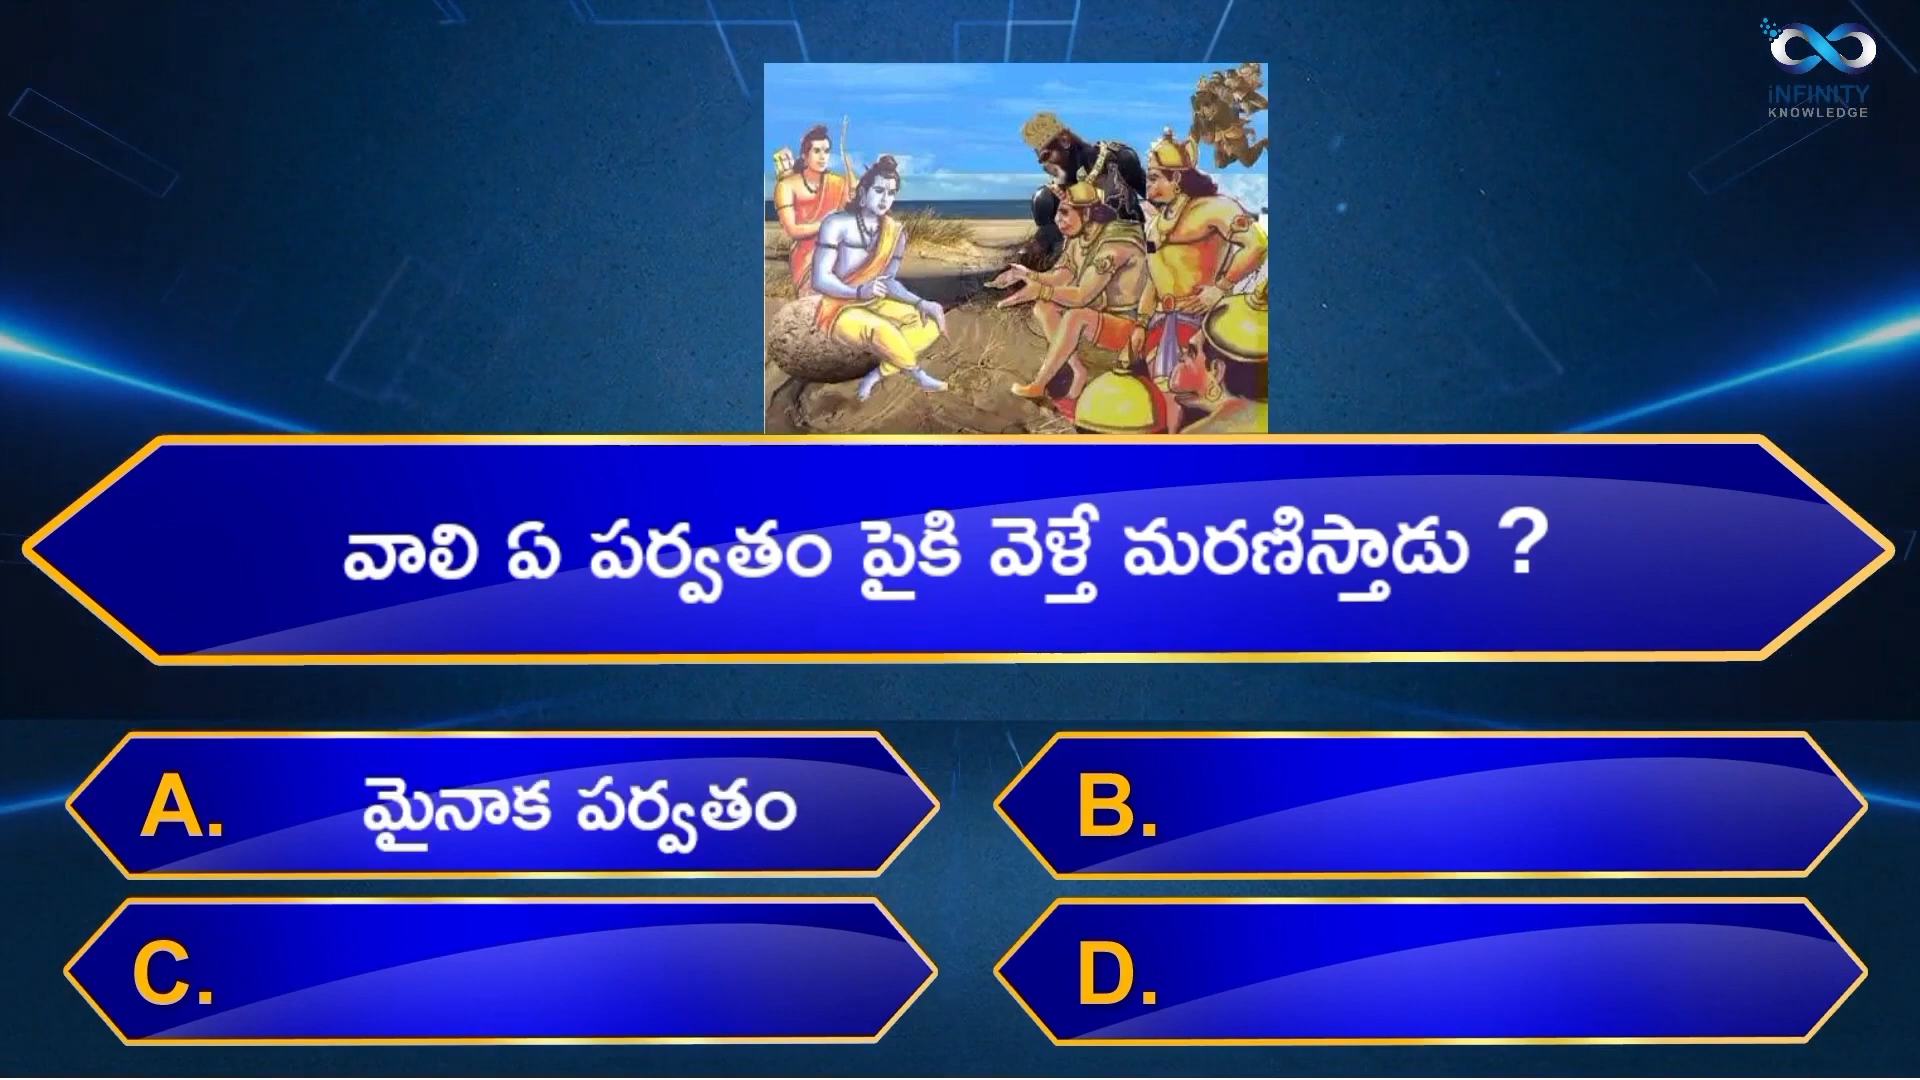 iNFINITY
KNOWLEDGE
వాలి ఏ పర్వతం పైకి వెళ్తే మరణిస్తాడు ?
A. మైనాక పర్వతం
B.
C.
D.